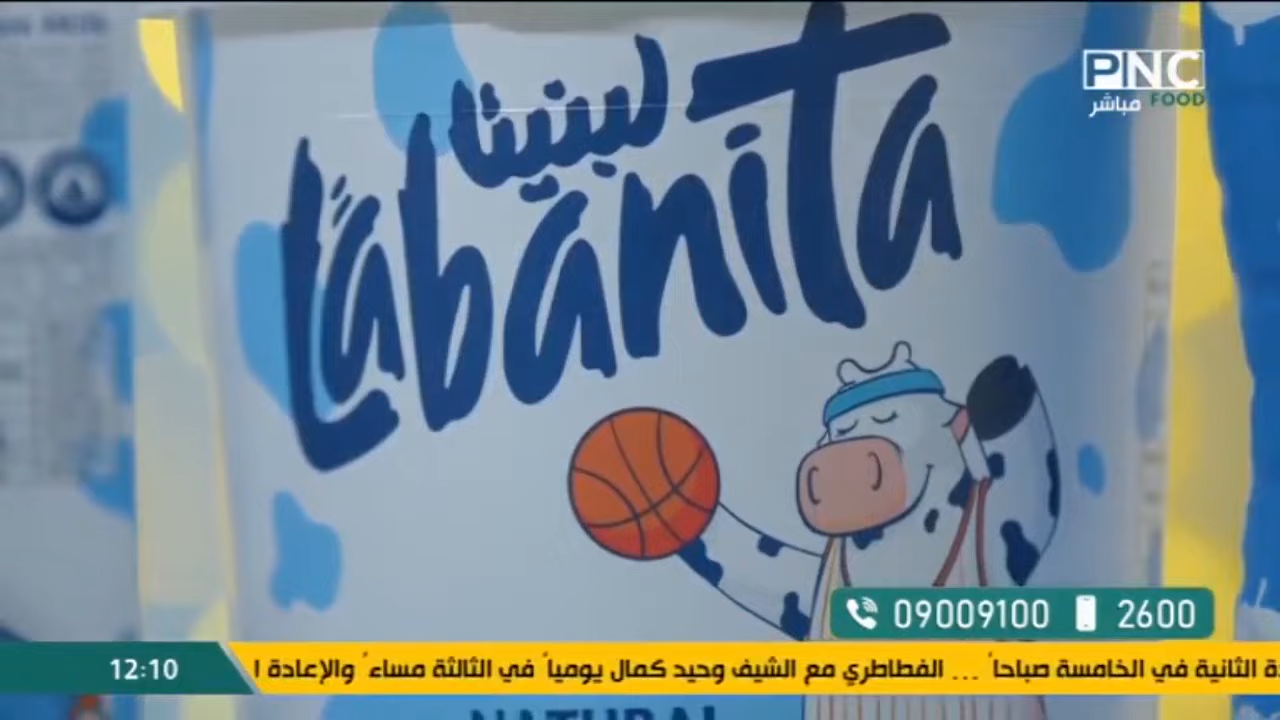 لبنيتا
Labanita
PNC
FOOD مباشر
09009100 2600
12:10
الثانية في الخامسة صباحاً ... الفطاطري مع الشيف وحيد كمال يومياً في الثالثة مساءً والإعادة
NATURAL